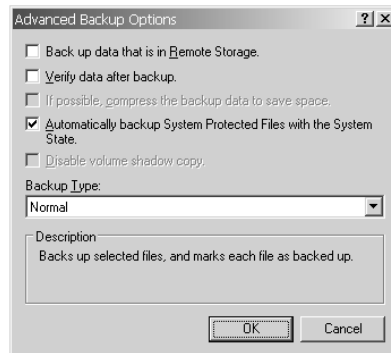 Advanced Backup Options
Back up data that is in Remote Storage.
Verify data after backup.
If possible, compress the backup data to save space.
Automatically backup System Protected Files with the System
State.
Disable volume shadow copy.
Backup Type:
Normal
Description
Backs up selected files, and marks each file as backed up.
OK
Cancel